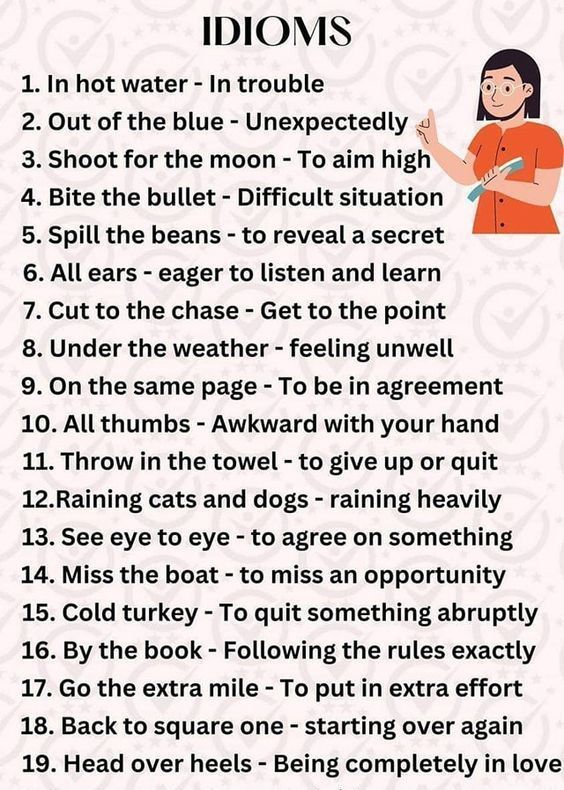 IDIOMS
1. In hot water - In trouble
2. Out of the blue - Unexpectedly
3. Shoot for the moon - To aim high
4. Bite the bullet - Difficult situation
5. Spill the beans - to reveal a secret
6. All ears - eager to listen and learn
7. Cut to the chase - Get to the point
8. Under the weather - feeling unwell
9. On the same page - To be in agreement
10. All thumbs - Awkward with your hand
11. Throw in the towel - to give up or quit
12.Raining cats and dogs - raining heavily
13. See eye to eye - to agree on something
14. Miss the boat - to miss an opportunity
15. Cold turkey - To quit something abruptly
16. By the book - Following the rules exactly
17. Go the extra mile - To put in extra effort
18. Back to square one - starting over again
19. Head over heels - Being completely in love